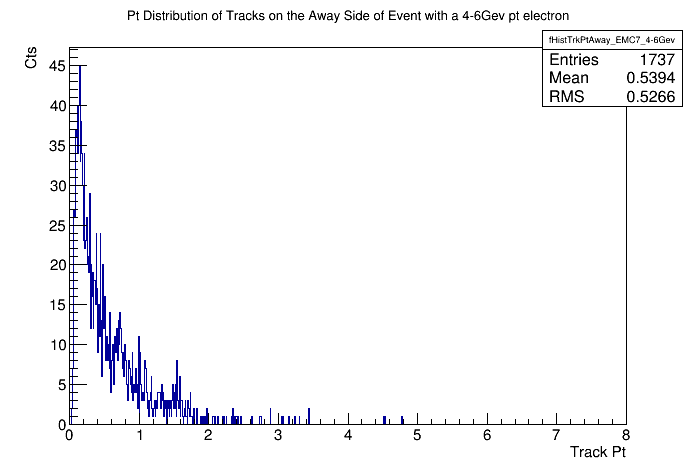 Pt Distribution of Tracks on the Away Side of Event with a 4-6Gev pt electron
fHistTrkPtAway_EMC7_4-6Gev
Entries 1737
Mean 0.5394
RMS 0.5266
Cts
45
40
35
30
25
20
15
10
5
0
0 1 2 3 4 5 6 7 8
Track Pt